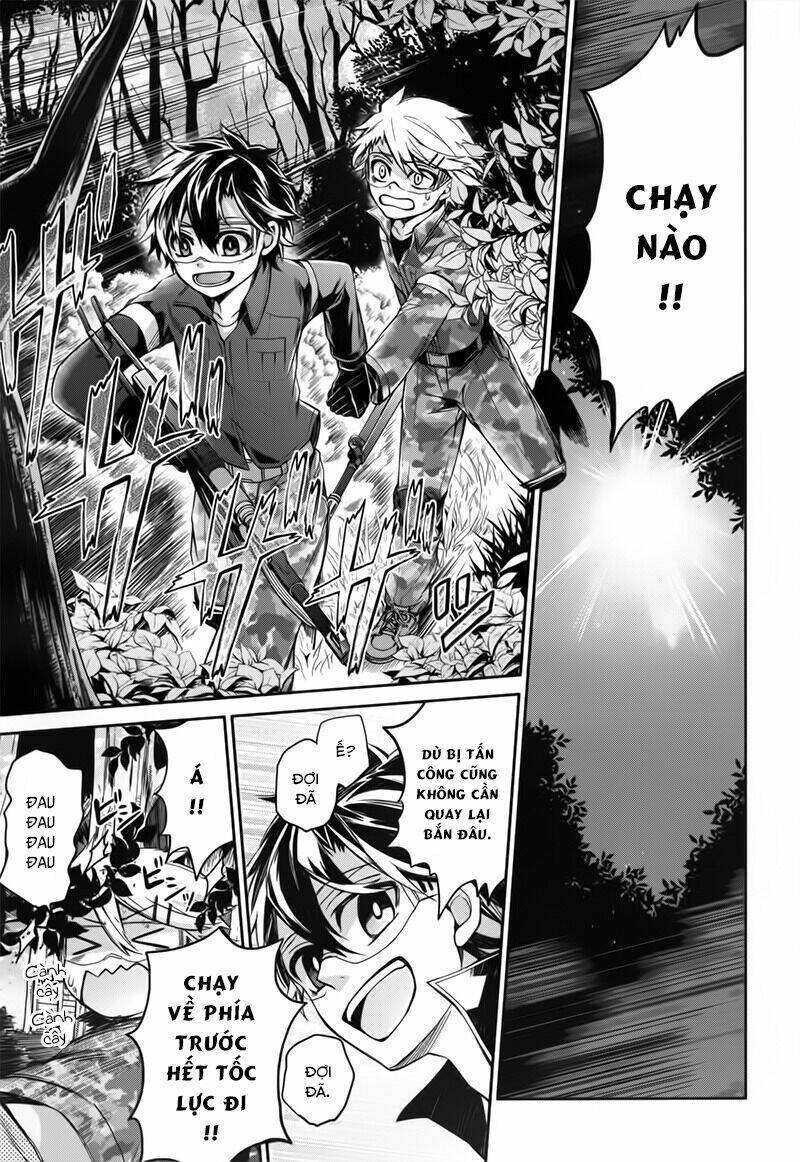 CHẠY
NÀO
!!
DÙ BỊ TẤN
CÔNG CŨNG
KHÔNG CẦN
QUAY LẠI
BẮN ĐÂU.
Ế?
ĐỢI
ĐÃ
CHẠY
VỀ PHÍA
TRƯỚC
HẾT TỐC
LỰC ĐI
!!
ĐỢI
ĐÃ.
Á
!!
ĐAU
ĐAU
ĐAU
ĐAU
Cành
cây
Cành
cây